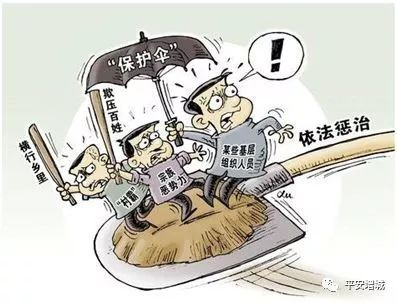 “保护伞”
欺压百姓
横行乡里
!
某些基层
组织人员
宗族
恶势力
“村霸”
依法惩治
平安增城